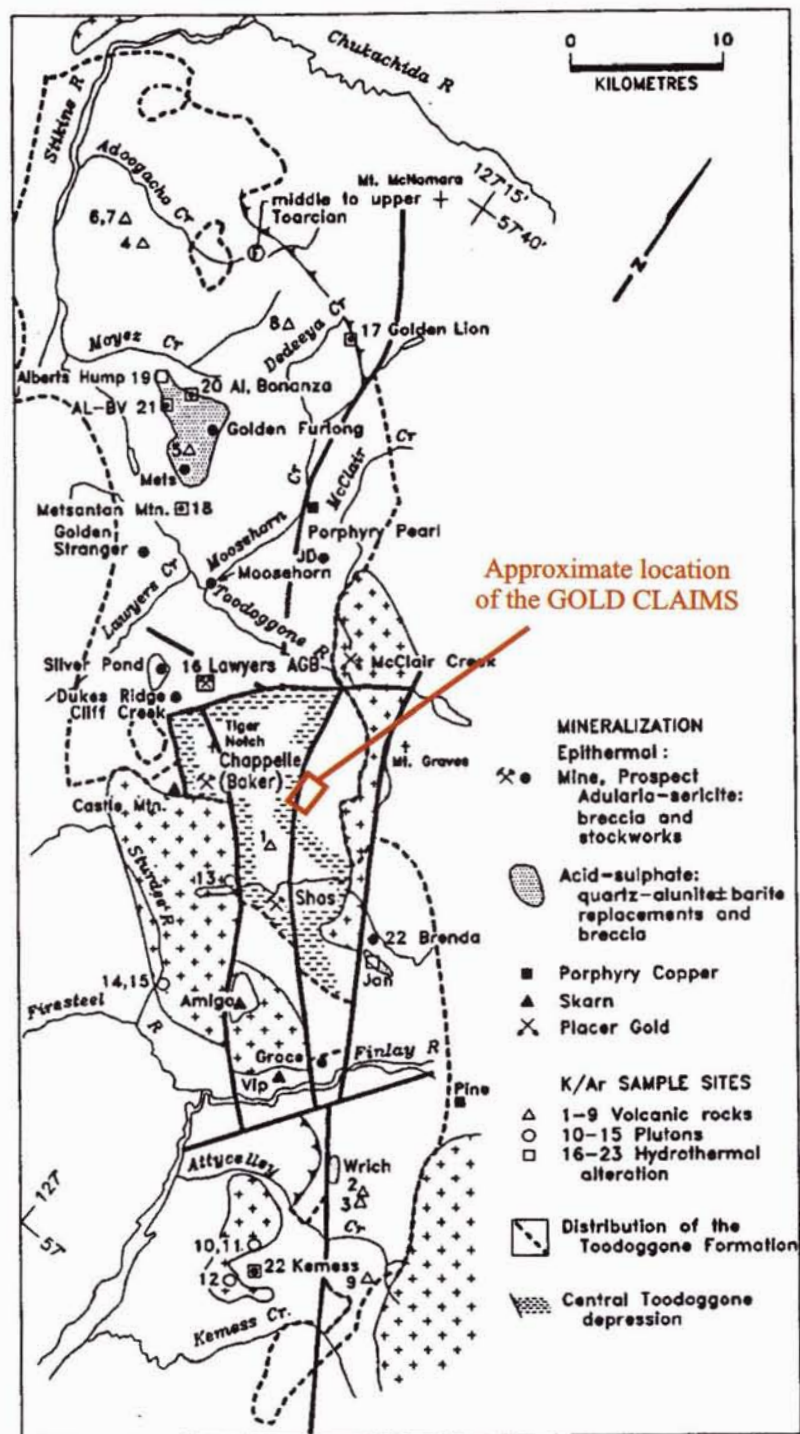 Chukachida R
0 10
KILOMETRES
Stikine R
Adoogacho Cr
Mt. McNamara
127°15'
57°40'
middle to upper
Toarcian
6,7
4
N
8
Dedeeya Cr
17 Golden Lion
Moyez Cr
Alberts Hump 19
20 Al, Bonanza
AL-BV 21
Golden Furlong
5
Mets
Cr
McClair Cr
Metsantan Mtn. 18
Porphyry Pearl
Golden
Stranger
Moosehorn
JD
Moosehorn
Lawyers Cr
Toodoggone R
Approximate location
of the GOLD CLAIMS
Silver Pond
16 Lawyers AGB
McClair Creek
Dukes Ridge
Cliff Creek
Tiger
Notch
Chappelle
(Baker)
Mt. Graves
Castle Mtn.
1
Sturdee R
13
Shas
22 Brenda
Jan
14,15
Amigo
Firesteel R
Grace
Finlay R
Vip
Pine
Attycelley
Wrich
2
3
Cr
127°
57°
10,11
22 Kemess
12
9
Kemess Cr.
MINERALIZATION
Epithermal :
Mine, Prospect
Adularia-sericite:
breccia and
stockworks
Acid-sulphate:
quartz-alunite±barite
replacements and
breccia
Porphyry Copper
Skarn
Placer Gold
K/Ar SAMPLE SITES
1-9 Volcanic rocks
10-15 Plutons
16-23 Hydrothermal
alteration
Distribution of the
Toodoggone Formation
Central Toodoggone
depression